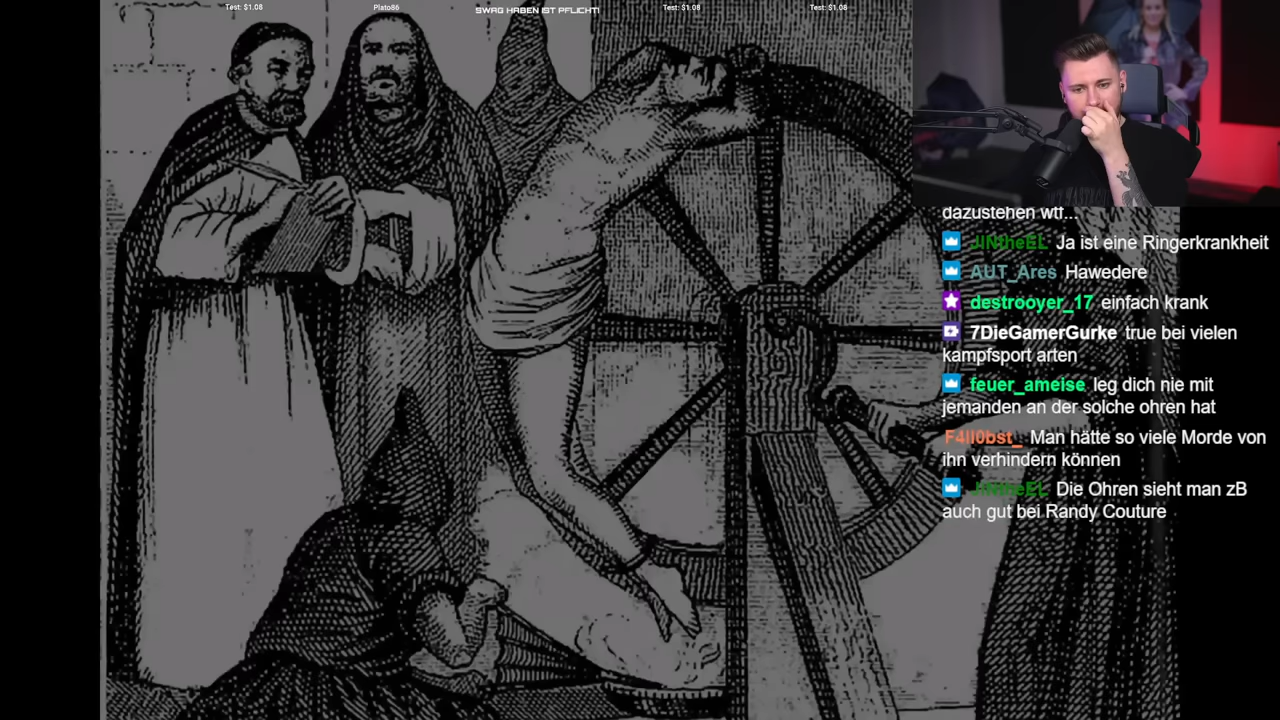 Test: $1.08
Plato86
SWAG HABEN IST PFLICHT!
Test: $1.08
Test: $1.08
dazustehen wtf...
JINtheEL Ja ist eine Ringerkrankheit
AUT_Ares Hawedere
destrooyer_17 einfach krank
7DieGamerGurke true bei vielen
kampfsport arten
feuer_ameise leg dich nie mit
jemanden an der solche ohren hat
F4ll0bst_ Man hätte so viele Morde von
ihn verhindern können
JINtheEL Die Ohren sieht man zB
auch gut bei Randy Couture